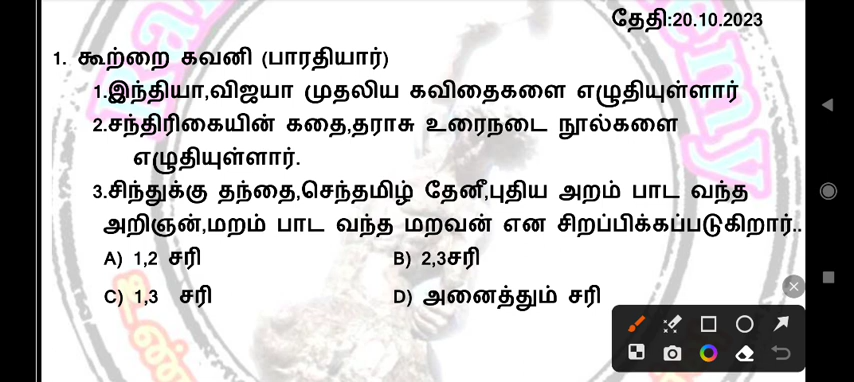 தேதி:20.10.2023
1. கூற்றை கவனி (பாரதியார்)
1.இந்தியா,விஜயா முதலிய கவிதைகளை எழுதியுள்ளார்
2.சந்திரிகையின் கதை,தராசு உரைநடை நூல்களை
எழுதியுள்ளார்.
3.சிந்துக்கு தந்தை,செந்தமிழ் தேனீ,புதிய அறம் பாட வந்த
அறிஞன்,மறம் பாட வந்த மறவன் என சிறப்பிக்கப்படுகிறார்..
A) 1,2 சரி B) 2,3சரி
C) 1,3 சரி D) அனைத்தும் சரி